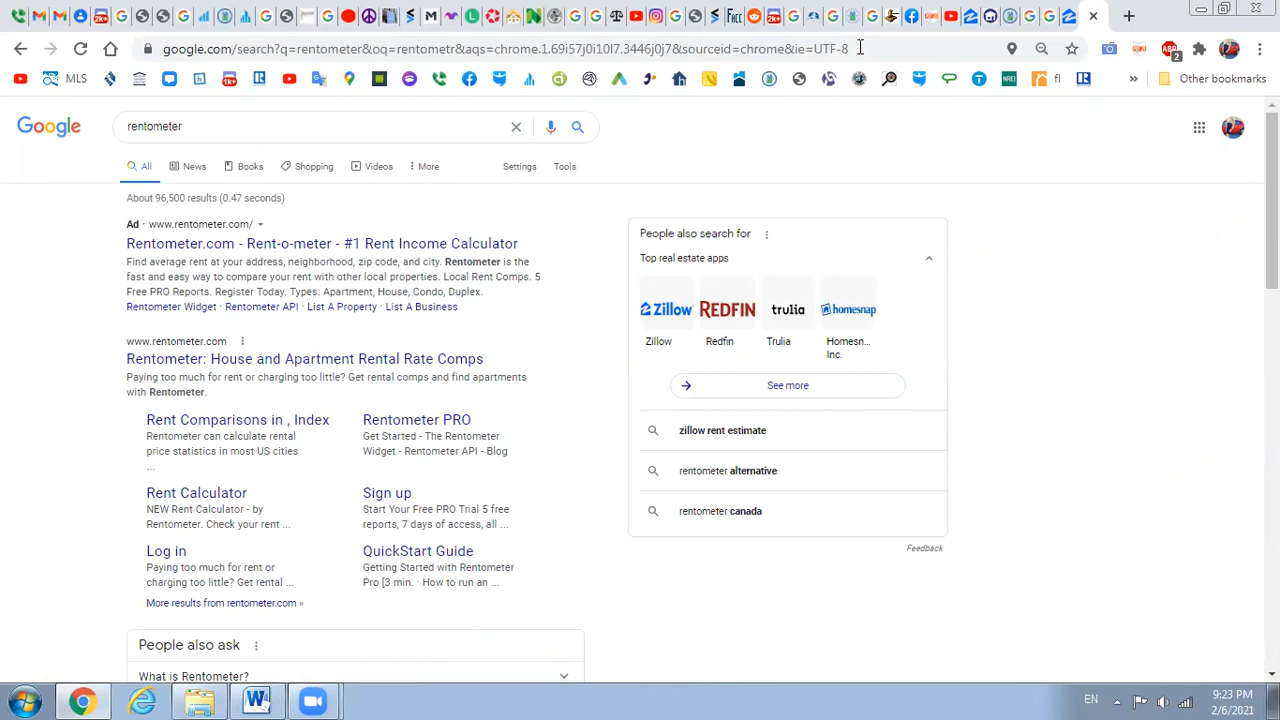 google.com/search?q=rentometer&oq=rentometr&aqs=chrome.1.69i57j0i10l7.3446j0j7&sourceid=chrome&ie=UTF-8
2
MLS
fl
»
Other bookmarks
Google
rentometer
All
News
Books
Shopping
Videos
More
Settings
Tools
About 96,500 results (0.47 seconds)
Ad · www.rentometer.com/
Rentometer.com - Rent-o-meter - #1 Rent Income Calculator
Find average rent at your address, neighborhood, zip code, and city. Rentometer is the
fast and easy way to compare your rent with other local properties. Local Rent Comps. 5
Free PRO Reports. Register Today. Types: Apartment, House, Condo, Duplex.
Rentometer Widget · Rentometer API · List A Property · List A Business
www.rentometer.com
Rentometer: House and Apartment Rental Rate Comps
Paying too much for rent or charging too little? Get rental comps and find apartments
with Rentometer.
Rent Comparisons in , Index
Rentometer can calculate rental
price statistics in most US cities
...
Rentometer PRO
Get Started - The Rentometer
Widget - Rentometer API - Blog
Rent Calculator
NEW Rent Calculator - by
Rentometer. Check your rent ...
Sign up
Start Your Free PRO Trial 5 free
reports, 7 days of access, all ...
Log in
Paying too much for rent or
charging too little? Get rental ...
QuickStart Guide
Getting Started with Rentometer
Pro [3 min. · How to run an ...
More results from rentometer.com »
People also ask
What is Rentometer?
People also search for
Top real estate apps
Zillow
REDFIN
trulia
homesnap
Zillow
Redfin
Trulia
Homesn...
Inc.
See more
zillow rent estimate
rentometer alternative
rentometer canada
Feedback
EN
9:23 PM
2/6/2021